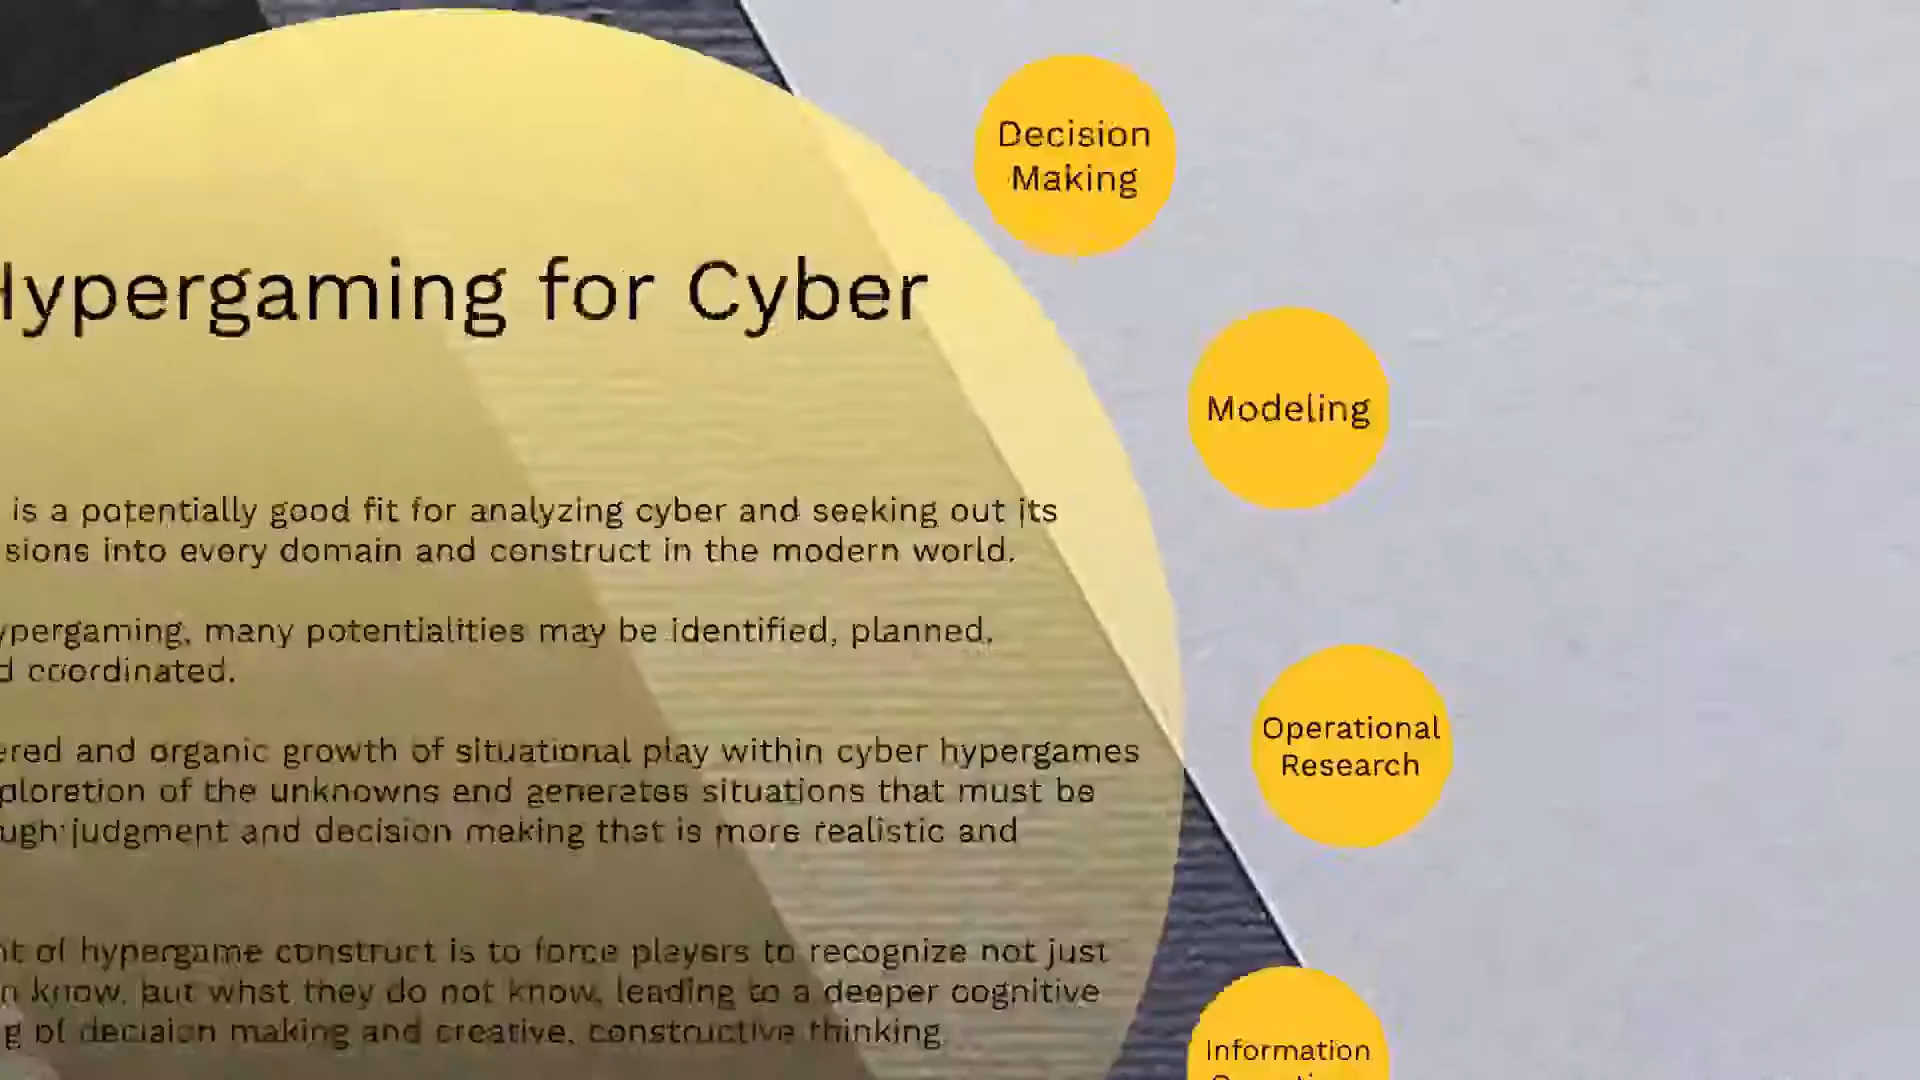 Hypergaming for Cyber
is a potentially good fit for analyzing cyber and seeking out its
sions into every domain and construct in the modern world.
ypergaming, many potentialities may be identified, planned,
d coordinated.
ered and organic growth of situational play within cyber hypergames
ploration of the unknowns and generates situations that must be
ugh judgment and decision making that is more realistic and
nt of hypergame construct is to force players to recognize not just
n know, but what they do not know, leading to a deeper cognitive
g of decision making and creative, constructive thinking
Decision
Making
Modeling
Operational
Research
Information